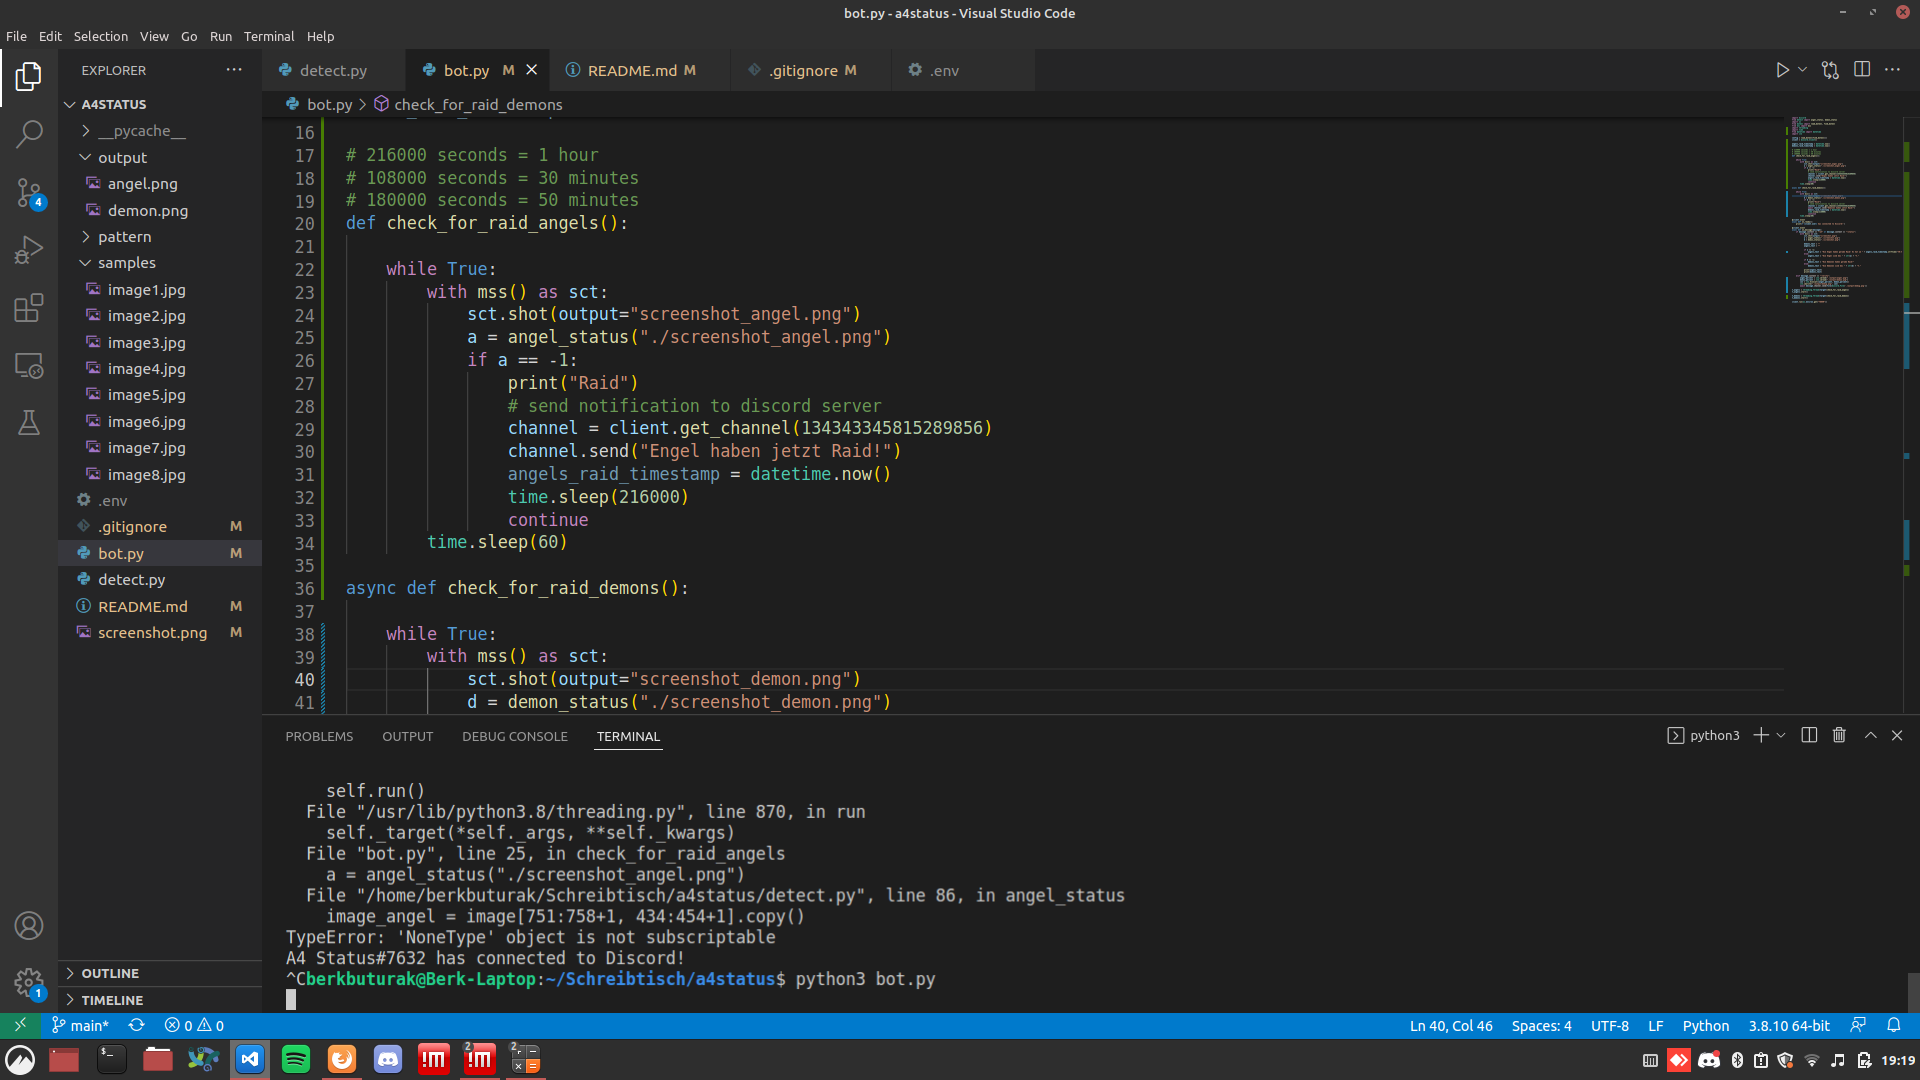 bot.py - a4status - Visual Studio Code
File Edit Selection View Go Run Terminal Help
EXPLORER
detect.py
bot.py M
README.md M
.gitignore M
.env
bot.py > check_for_raid_demons
A4STATUS
__pycache__
output
angel.png
demon.png
pattern
samples
image1.jpg
image2.jpg
image3.jpg
image4.jpg
image5.jpg
image6.jpg
image7.jpg
image8.jpg
.env
.gitignore M
bot.py M
detect.py
README.md M
screenshot.png M
OUTLINE
TIMELINE
4
1
16
17 # 216000 seconds = 1 hour
18 # 108000 seconds = 30 minutes
19 # 180000 seconds = 50 minutes
20 def check_for_raid_angels():
21
22 while True:
23 with mss() as sct:
24 sct.shot(output="screenshot_angel.png")
25 a = angel_status("./screenshot_angel.png")
26 if a == -1:
27 print("Raid")
28 # send notification to discord server
29 channel = client.get_channel(134343345815289856)
30 channel.send("Engel haben jetzt Raid!")
31 angels_raid_timestamp = datetime.now()
32 time.sleep(216000)
33 continue
34 time.sleep(60)
35
36 async def check_for_raid_demons():
37
38 while True:
39 with mss() as sct:
40 sct.shot(output="screenshot_demon.png")
41 d = demon_status("./screenshot_demon.png")
PROBLEMS OUTPUT DEBUG CONSOLE TERMINAL
python3
self.run()
File "/usr/lib/python3.8/threading.py", line 870, in run
self._target(*self._args, **self._kwargs)
File "bot.py", line 25, in check_for_raid_angels
a = angel_status("./screenshot_angel.png")
File "/home/berkbuturak/Schreibtisch/a4status/detect.py", line 86, in angel_status
image_angel = image[751:758+1, 434:454+1].copy()
TypeError: 'NoneType' object is not subscriptable
A4 Status#7632 has connected to Discord!
^Cberkbuturak@Berk-Laptop:~/Schreibtisch/a4status$ python3 bot.py
main* 0 0
Ln 40, Col 46 Spaces: 4 UTF-8 LF Python 3.8.10 64-bit
!m
2 !m
2
19:19